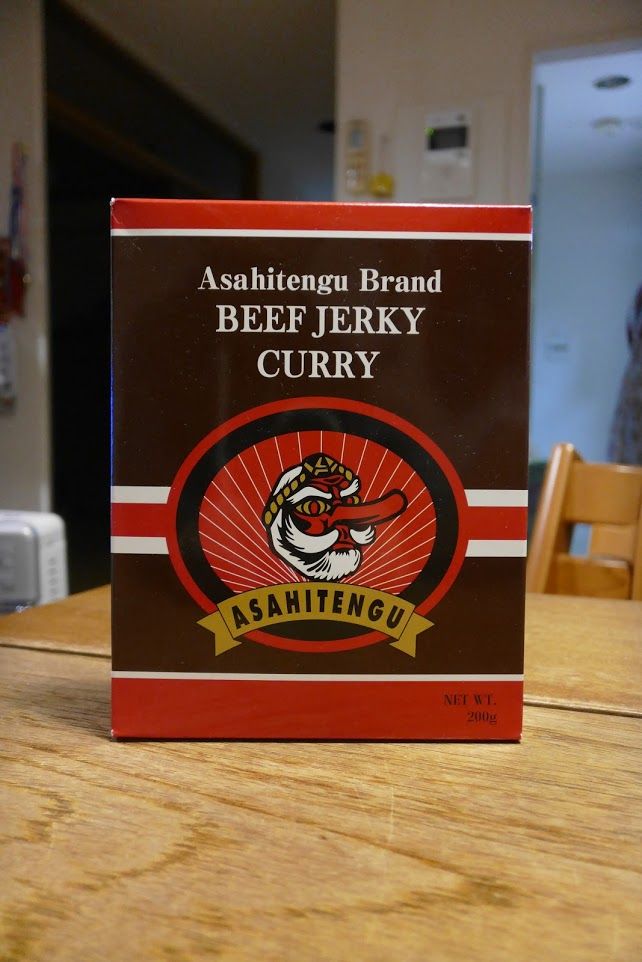 Asahitengu Brand
BEEF JERKY
CURRY
ASAHITENGU
NET WT.
200g